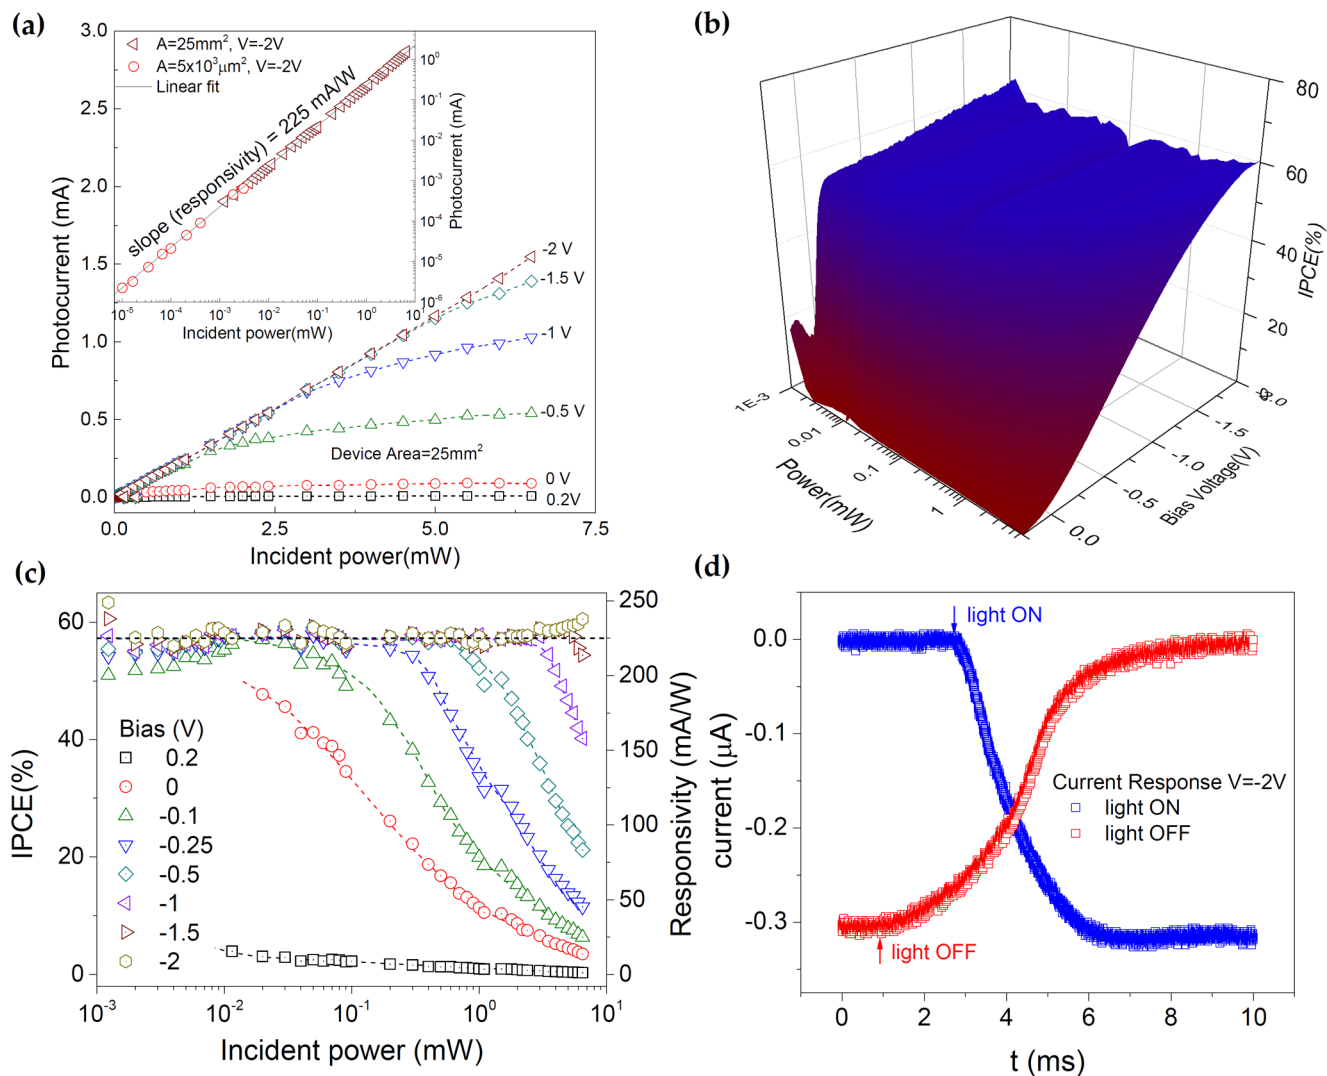 (a)
3.0
2.5
2.0
1.5
1.0
0.5
0.0
Photocurrent (mA)
A=25mm², V=-2V
A=5x10³μm², V=-2V
Linear fit
slope (responsivity) = 225 mA/W
10⁰
10⁻¹
10⁻²
10⁻³
10⁻⁴
10⁻⁵
10⁻⁶
Photocurrent (mA)
10⁻⁵ 10⁻⁴ 10⁻³ 10⁻² 10⁻¹ 10⁰ 10¹
Incident power(mW)
-2 V
-1.5 V
-1 V
-0.5 V
Device Area=25mm²
0 V
0.2V
0.0 2.5 5.0 7.5
Incident power(mW)
(b)
80
60
40
20
IPCE(%)
1E-3
0.01
0.1
1
Power(mW)
-2.0
-1.5
-1.0
-0.5
0.0
Bias Voltage(V)
(c)
60
40
20
0
IPCE(%)
Bias (V)
0.2
0
-0.1
-0.25
-0.5
-1
-1.5
-2
250
200
150
100
50
0
Responsivity (mA/W)
10⁻³ 10⁻² 10⁻¹ 10⁰ 10¹
Incident power (mW)
(d)
0.0
-0.1
-0.2
-0.3
current (μA)
light ON
Current Response V=-2V
light ON
light OFF
light OFF
0 2 4 6 8 10
t (ms)